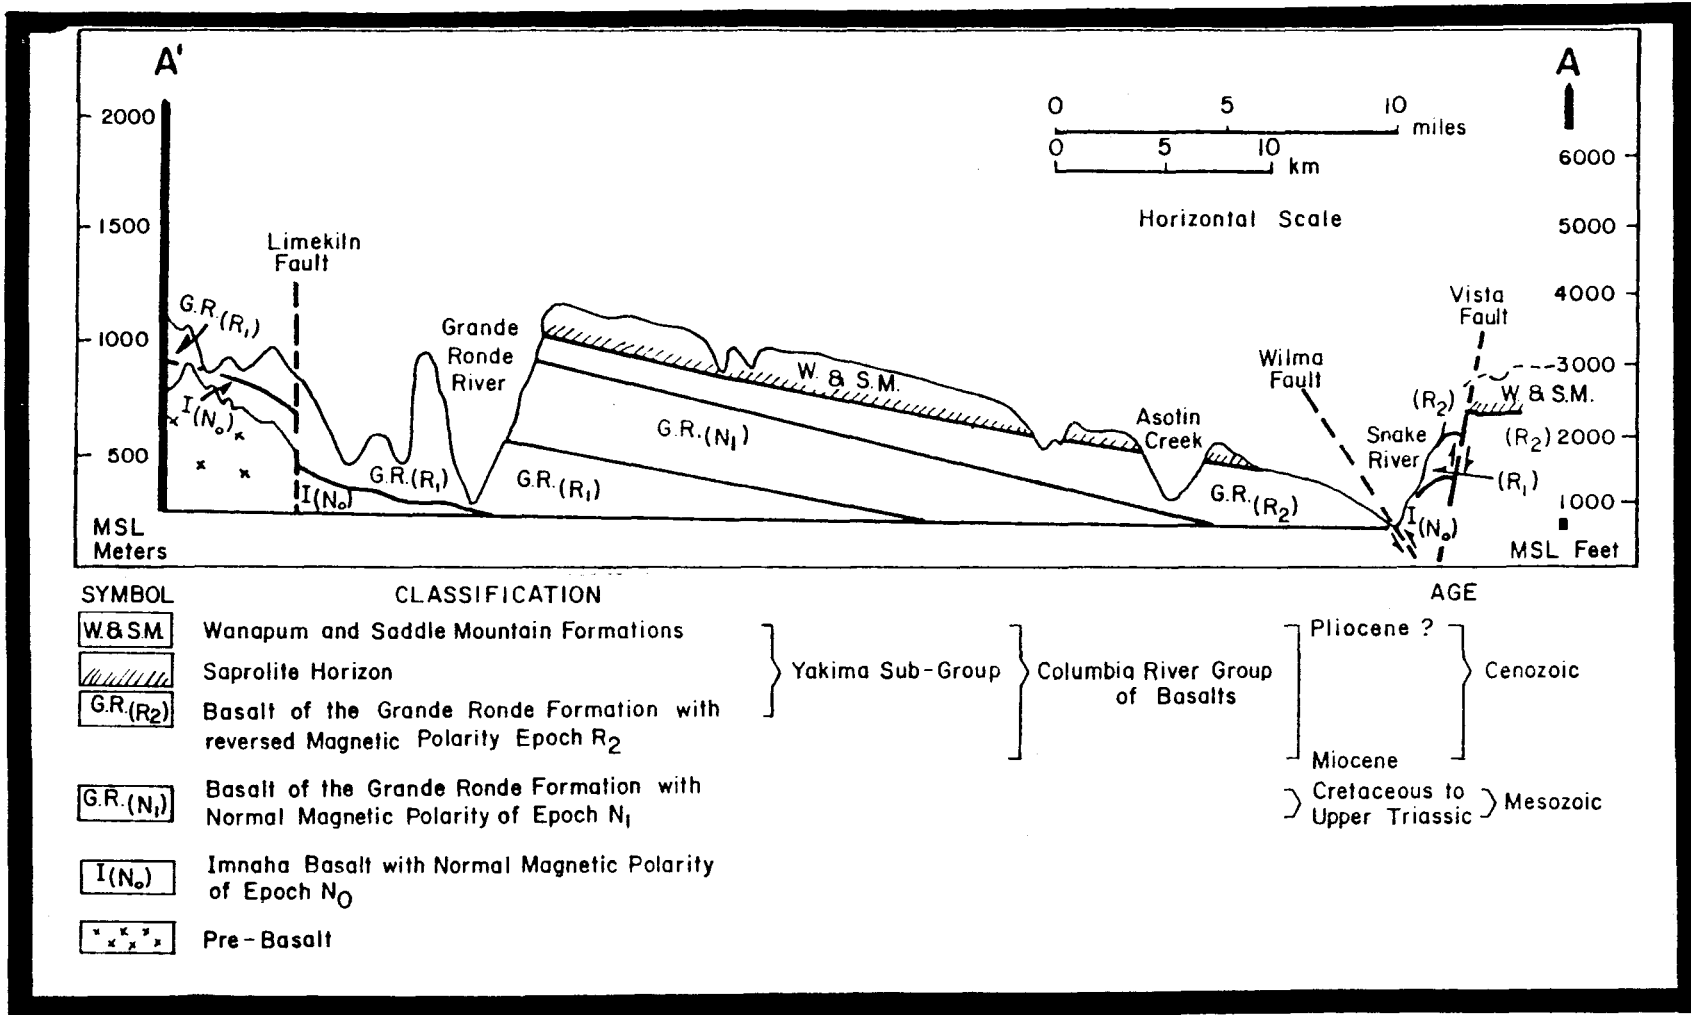 A'
A
2000
1500
1000
500
MSL
Meters
0 5 10
miles
0 5 10
km
Horizontal Scale
6000
5000
4000
3000
2000
1000
MSL Feet
Limekiln
Fault
G.R.(R1)
I(N0)
I(N0)
G.R.(R1)
Grande
Ronde
River
G.R.(R1)
G.R.(N1)
W. & S.M.
Asotin
Creek
G.R.(R2)
Wilma
Fault
Snake
River
Vista
Fault
(R2)
W & S.M.
(R2)
(R1)
I(N0)
SYMBOL CLASSIFICATION AGE
W.&S.M. Wanapum and Saddle Mountain Formations
Saprolite Horizon
G.R.(R2) Basalt of the Grande Ronde Formation with
reversed Magnetic Polarity Epoch R2
G.R.(N1) Basalt of the Grande Ronde Formation with
Normal Magnetic Polarity of Epoch N1
I(N0) Imnaha Basalt with Normal Magnetic Polarity
of Epoch N0
Pre-Basalt
Yakima Sub-Group
Columbia River Group
of Basalts
Pliocene ?
Miocene
Cenozoic
Cretaceous to
Upper Triassic
Mesozoic